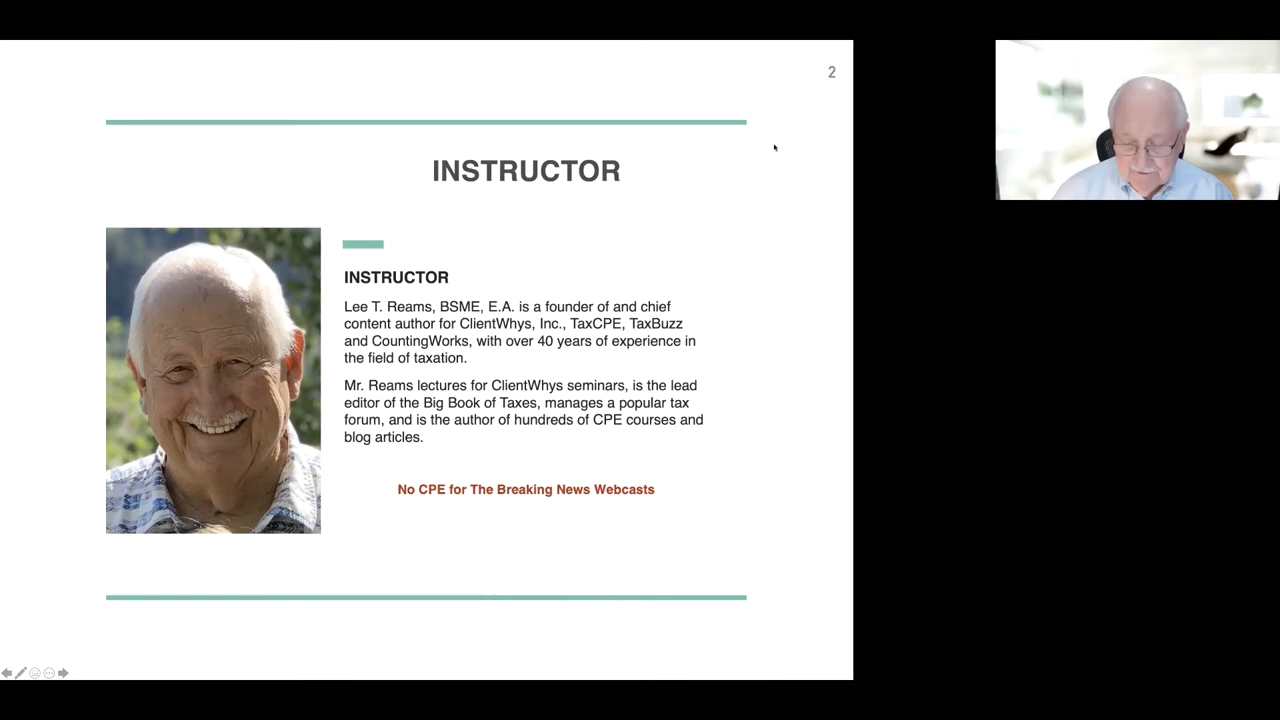 2
INSTRUCTOR
INSTRUCTOR
Lee T. Reams, BSME, E.A. is a founder of and chief
content author for ClientWhys, Inc., TaxCPE, TaxBuzz
and CountingWorks, with over 40 years of experience in
the field of taxation.
Mr. Reams lectures for ClientWhys seminars, is the lead
editor of the Big Book of Taxes, manages a popular tax
forum, and is the author of hundreds of CPE courses and
blog articles.
No CPE for The Breaking News Webcasts